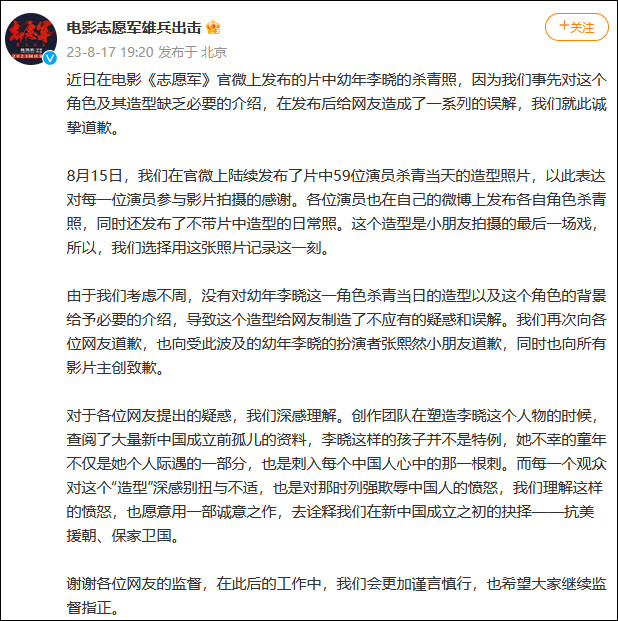 电影志愿军雄兵出击
23-8-17 19:20 发布于 北京
+关注
志愿军
近日在电影《志愿军》官微上发布的片中幼年李晓的杀青照，因为我们事先对这个
角色及其造型缺乏必要的介绍，在发布后给网友造成了一系列的误解，我们就此诚
挚道歉。
8月15日，我们在官微上陆续发布了片中59位演员杀青当天的造型照片，以此表达
对每一位演员参与影片拍摄的感谢。各位演员也在自己的微博上发布各自角色杀青
照，同时还发布了不带片中造型的日常照。这个造型是小朋友拍摄的最后一场戏，
所以，我们选择用这张照片记录这一刻。
由于我们考虑不周，没有对幼年李晓这一角色杀青当日的造型以及这个角色的背景
给予必要的介绍，导致这个造型给网友制造了不应有的疑惑和误解。我们再次向各
位网友道歉，也向受此波及的幼年李晓的扮演者张熙然小朋友道歉，同时也向所有
影片主创致歉。
对于各位网友提出的疑惑，我们深感理解。创作团队在塑造李晓这个人物的时候，
查阅了大量新中国成立前孤儿的资料，李晓这样的孩子并不是特例，她不幸的童年
不仅是她个人际遇的一部分，也是刺入每个中国人心中的那一根刺。而每一个观众
对这个“造型”深感别扭与不适，也是对那时列强欺辱中国人的愤怒，我们理解这样
的愤怒，也愿意用一部诚意之作，去诠释我们在新中国成立之初的抉择——抗美
援朝、保家卫国。
谢谢各位网友的监督，在此后的工作中，我们会更加谨言慎行，也希望大家继续监
督指正。